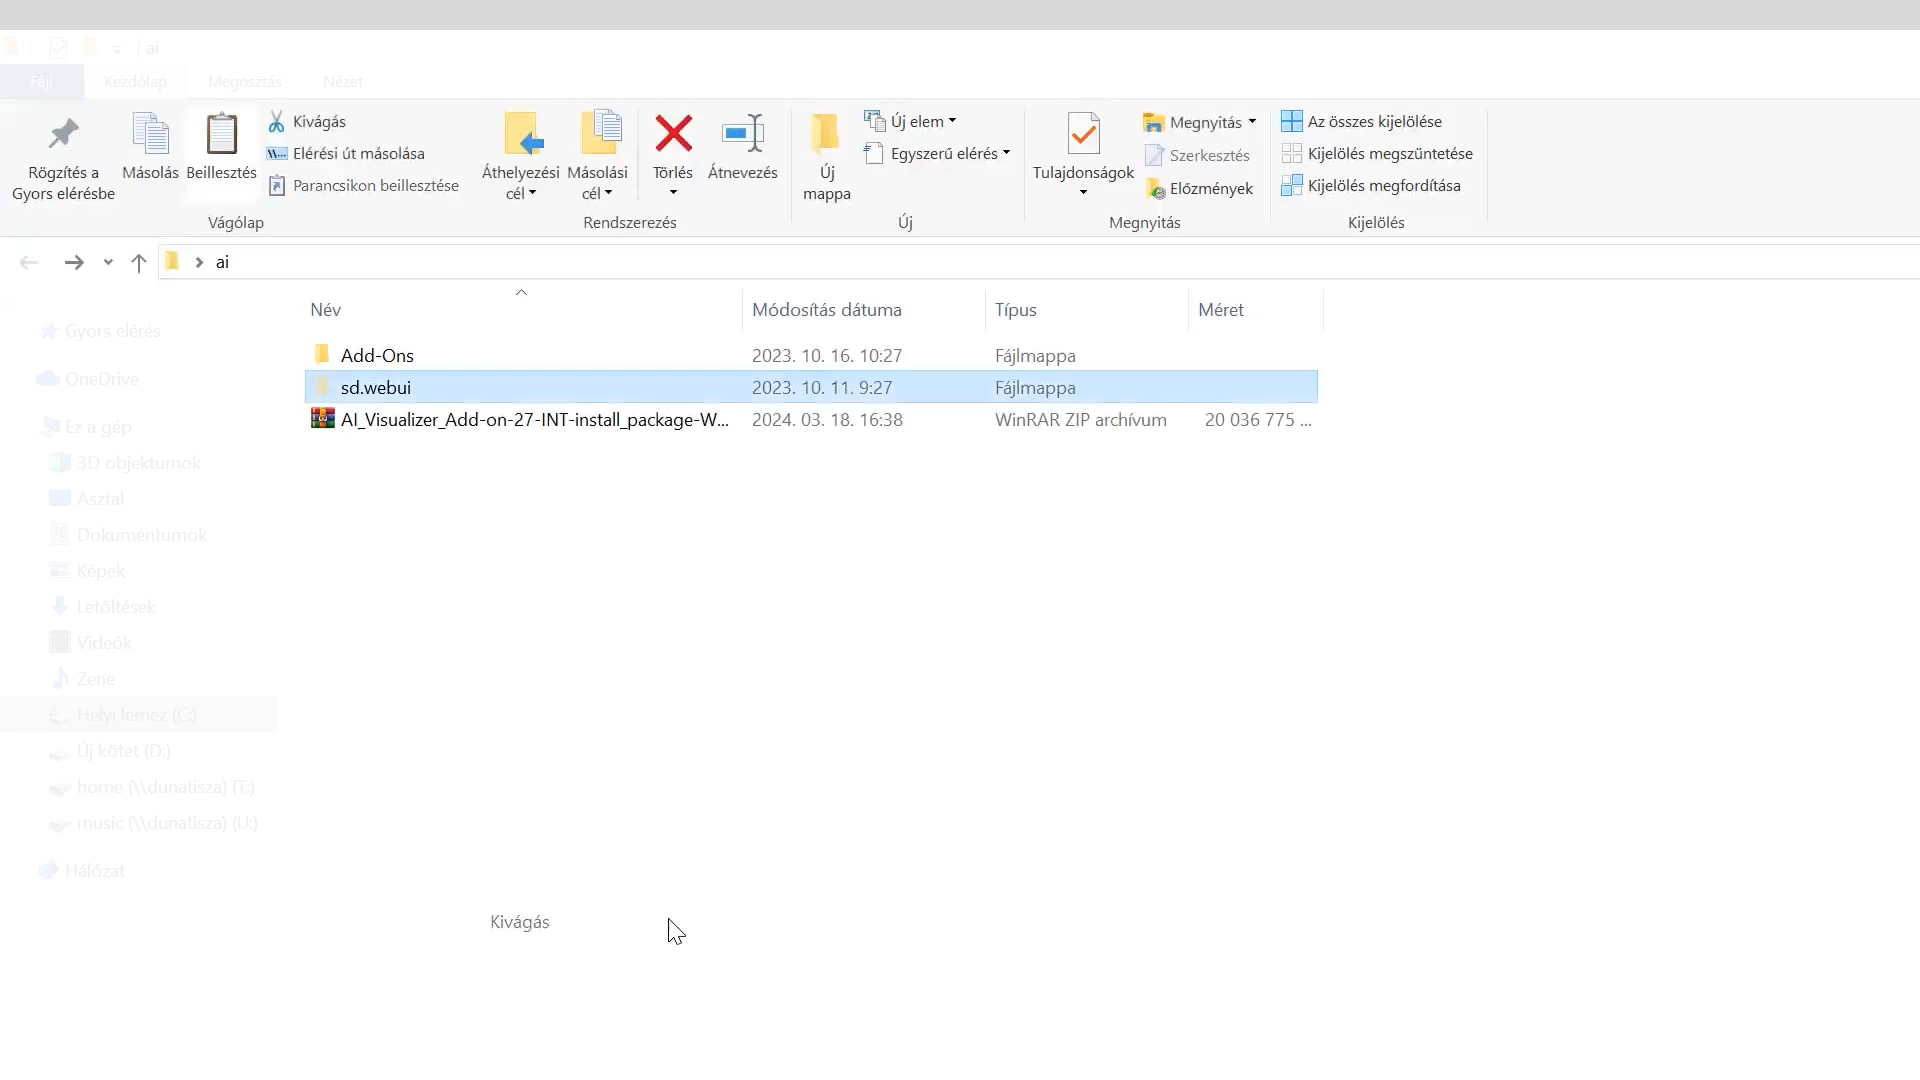 ai
Fájl Kezdőlap Megosztás Nézet
Rögzítés a
Gyors elérésbe
Másolás
Beillesztés
Kivágás
Elérési út másolása
Parancsikon beillesztése
Vágólap
Áthelyezési
cél
Másolási
cél
Törlés
Átnevezés
Rendszerezés
Új
mappa
Új elem
Egyszerű elérés
Új
Tulajdonságok
Megnyitás
Szerkesztés
Előzmények
Megnyitás
Az összes kijelölése
Kijelölés megszüntetése
Kijelölés megfordítása
Kijelölés
ai
Név Módosítás dátuma Típus Méret
Add-Ons 2023. 10. 16. 10:27 Fájlmappa
sd.webui 2023. 10. 11. 9:27 Fájlmappa
AI_Visualizer_Add-on-27-INT-install_package-W... 2024. 03. 18. 16:38 WinRAR ZIP archívum 20 036 775 ...
Gyors elérés
OneDrive
Ez a gép
3D objektumok
Asztal
Dokumentumok
Képek
Letöltések
Videók
Zene
Helyi lemez (C:)
Új kötet (D:)
home (\\dunatisza) (T:)
music (\\dunatisza) (U:)
Hálózat
Kivágás